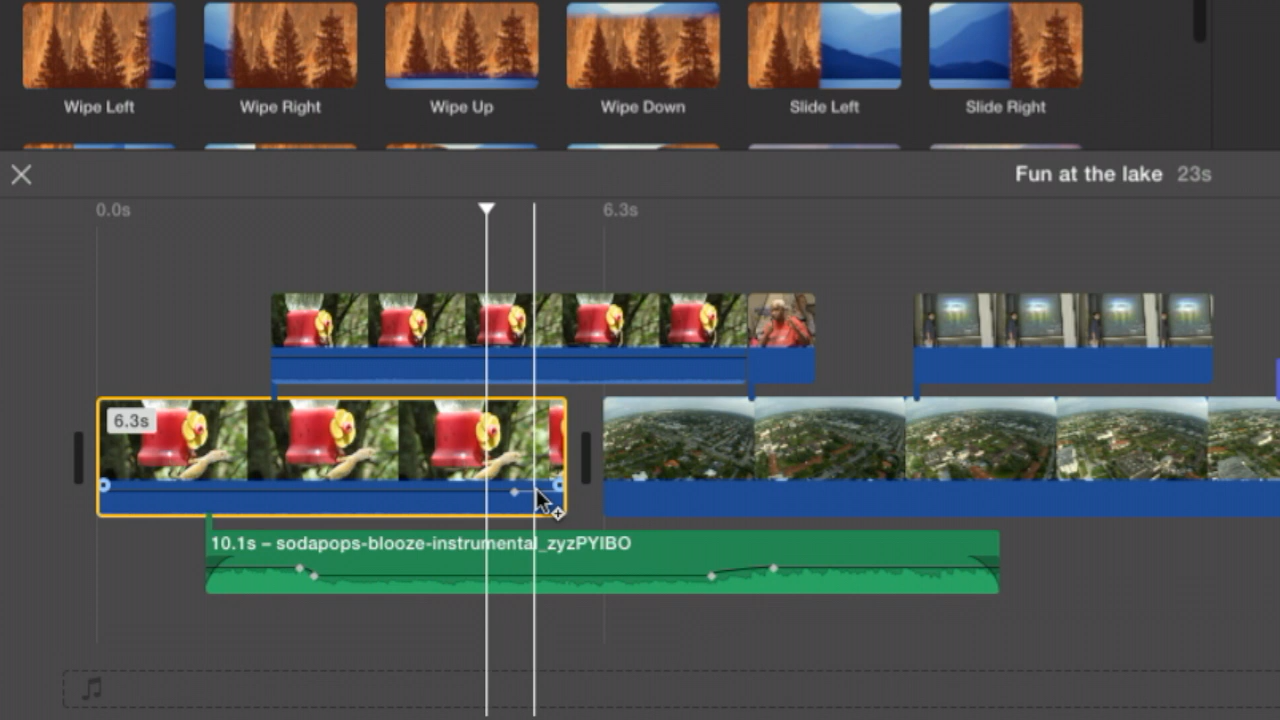 Wipe Left
Wipe Right
Wipe Up
Wipe Down
Slide Left
Slide Right
Fun at the lake 23s
0.0s
6.3s
6.3s
10.1s – sodapops-blooze-instrumental_zyzPYIBO